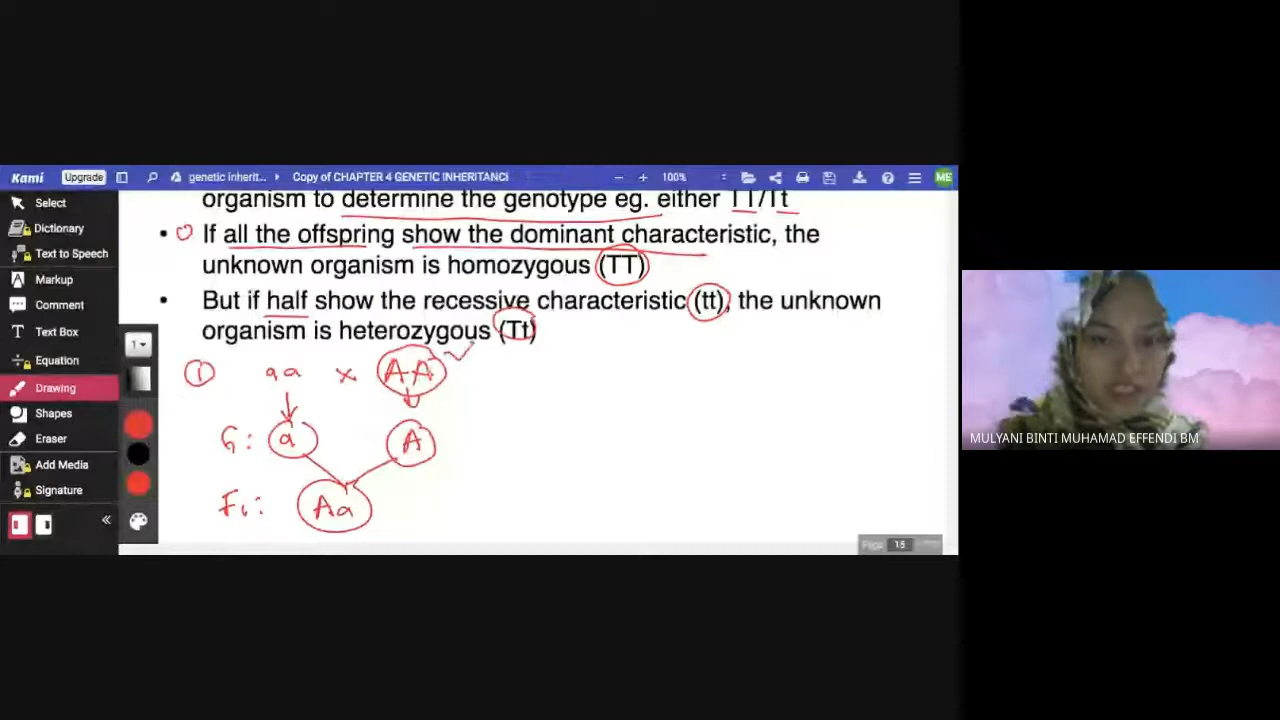 Kami Upgrade genetic inherit... Copy of CHAPTER 4 GENETIC INHERITANCI 100% ME
Select
Dictionary
Text to Speech
Markup
Comment
Text Box
Equation
Drawing
Shapes
Eraser
Add Media
Signature
1
organism to determine the genotype eg. either TT/Tt
• If all the offspring show the dominant characteristic, the
unknown organism is homozygous (TT)
• But if half show the recessive characteristic (tt), the unknown
organism is heterozygous (Tt)
① aa x AA
G: a A
F1: Aa
Page 15
MULYANI BINTI MUHAMAD EFFENDI BM